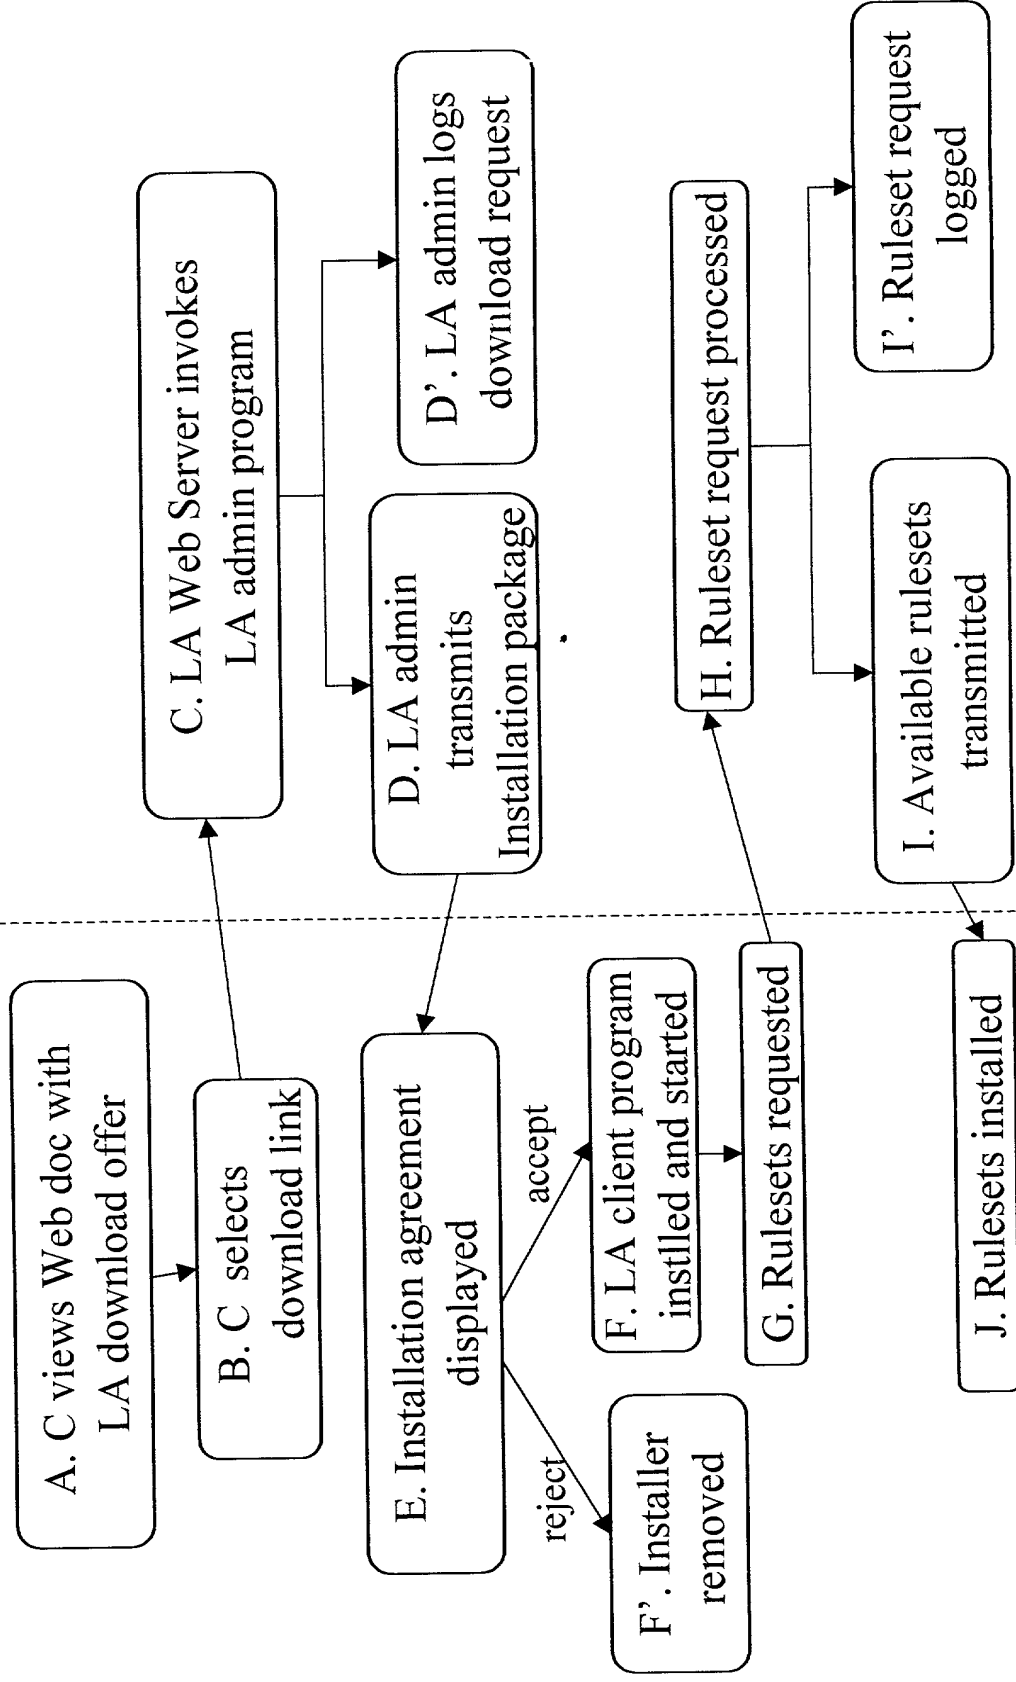 A. C views Web doc with
LA download offer
B. C selects
download link
C. LA Web Server invokes
LA admin program
D. LA admin
transmits
Installation package
D'. LA admin logs
download request
E. Installation agreement
displayed
reject
accept
F'. Installer
removed
F. LA client program
instlled and started
G. Rulesets requested
H. Ruleset request processed
I. Available rulesets
transmitted
I'. Ruleset request
logged
J. Rulesets installed